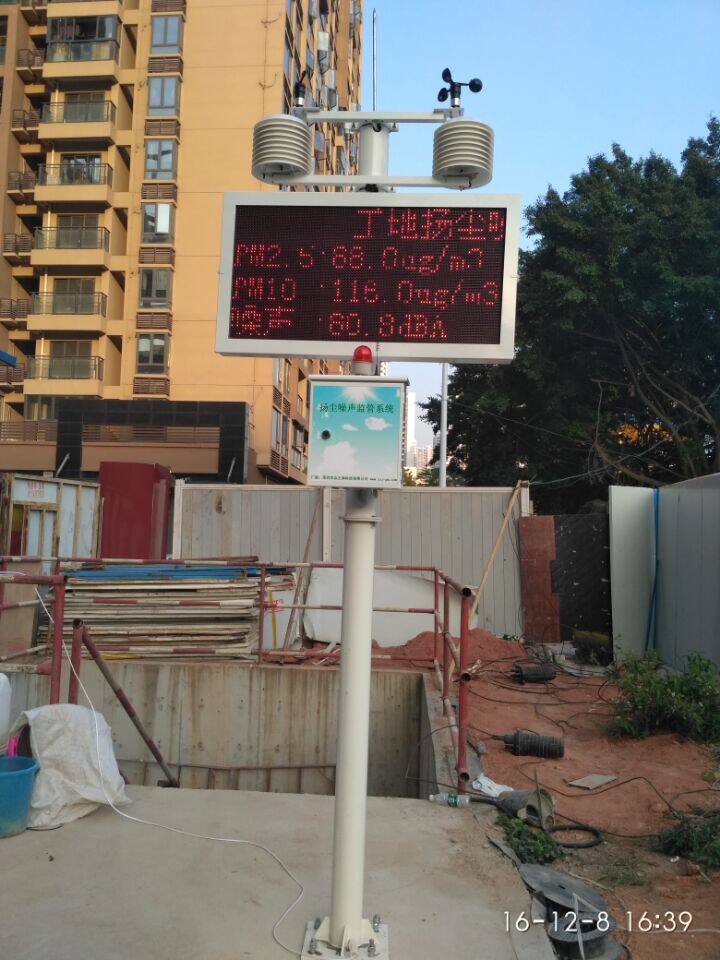 工地扬尘
PM2.5:68.0ug/m3
PM10 :116.0ug/m3
噪声 :60.8dBA
扬尘噪声监管系统
16-12-8 16:39